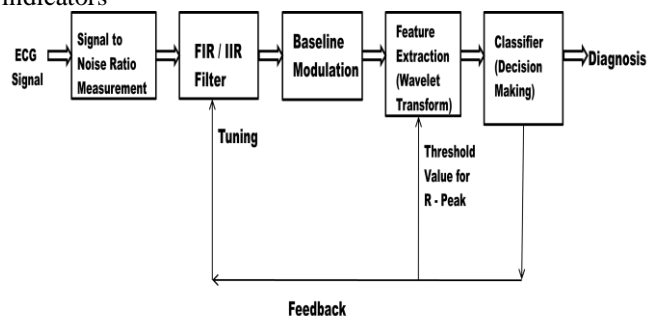 indicators
ECG
Signal
Signal to
Noise Ratio
Measurement
FIR / IIR
Filter
Baseline
Modulation
Feature
Extraction
(Wavelet
Transform)
Classifier
(Decision
Making)
Diagnosis
Tuning
Threshold
Value for
R - Peak
Feedback